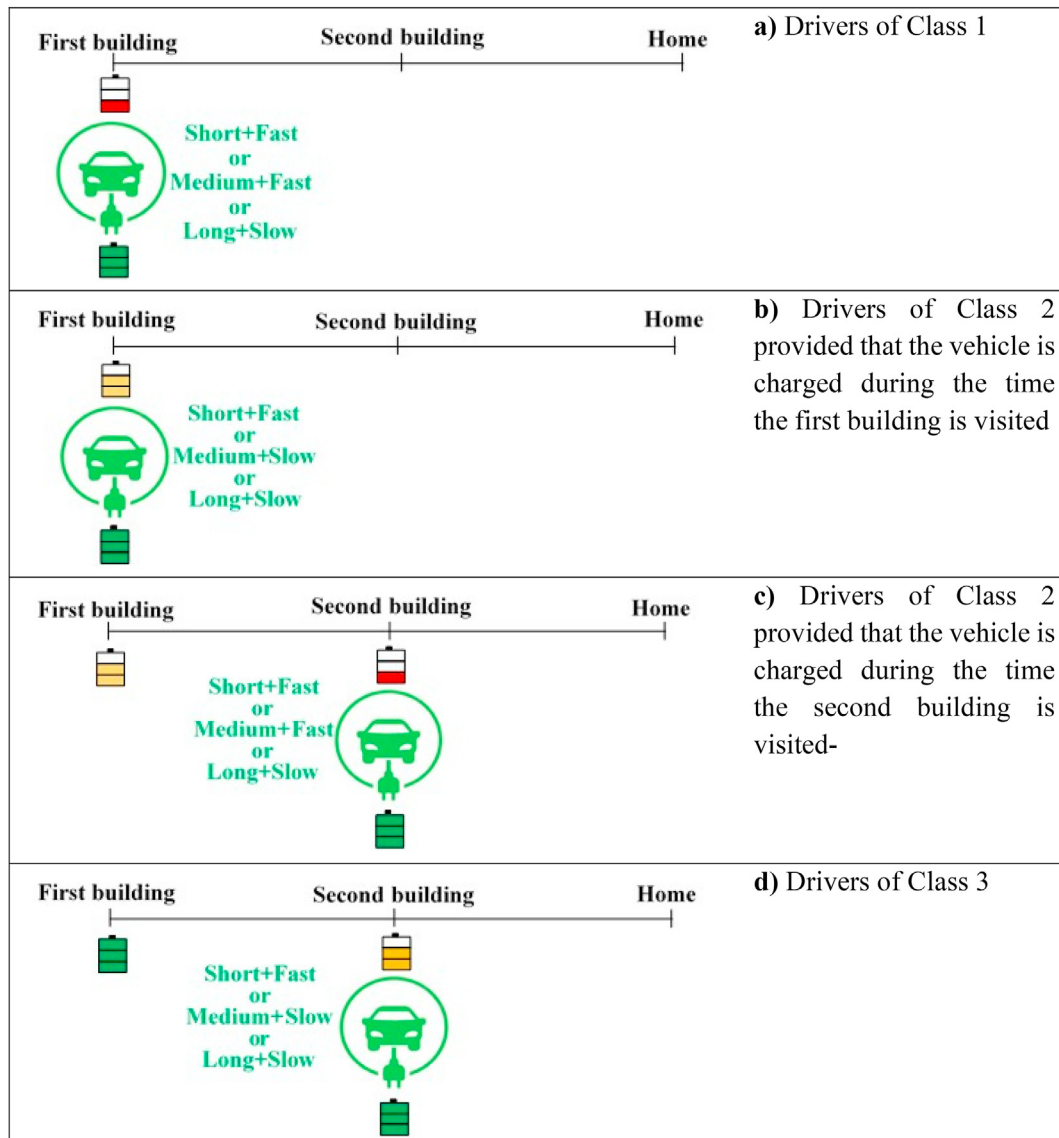 First building Second building Home
Short+Fast
or
Medium+Fast
or
Long+Slow
a) Drivers of Class 1
First building Second building Home
Short+Fast
or
Medium+Slow
or
Long+Slow
b) Drivers of Class 2
provided that the vehicle is
charged during the time
the first building is visited
First building Second building Home
Short+Fast
or
Medium+Fast
or
Long+Slow
c) Drivers of Class 2
provided that the vehicle is
charged during the time
the second building is
visited-
First building Second building Home
Short+Fast
or
Medium+Slow
or
Long+Slow
d) Drivers of Class 3